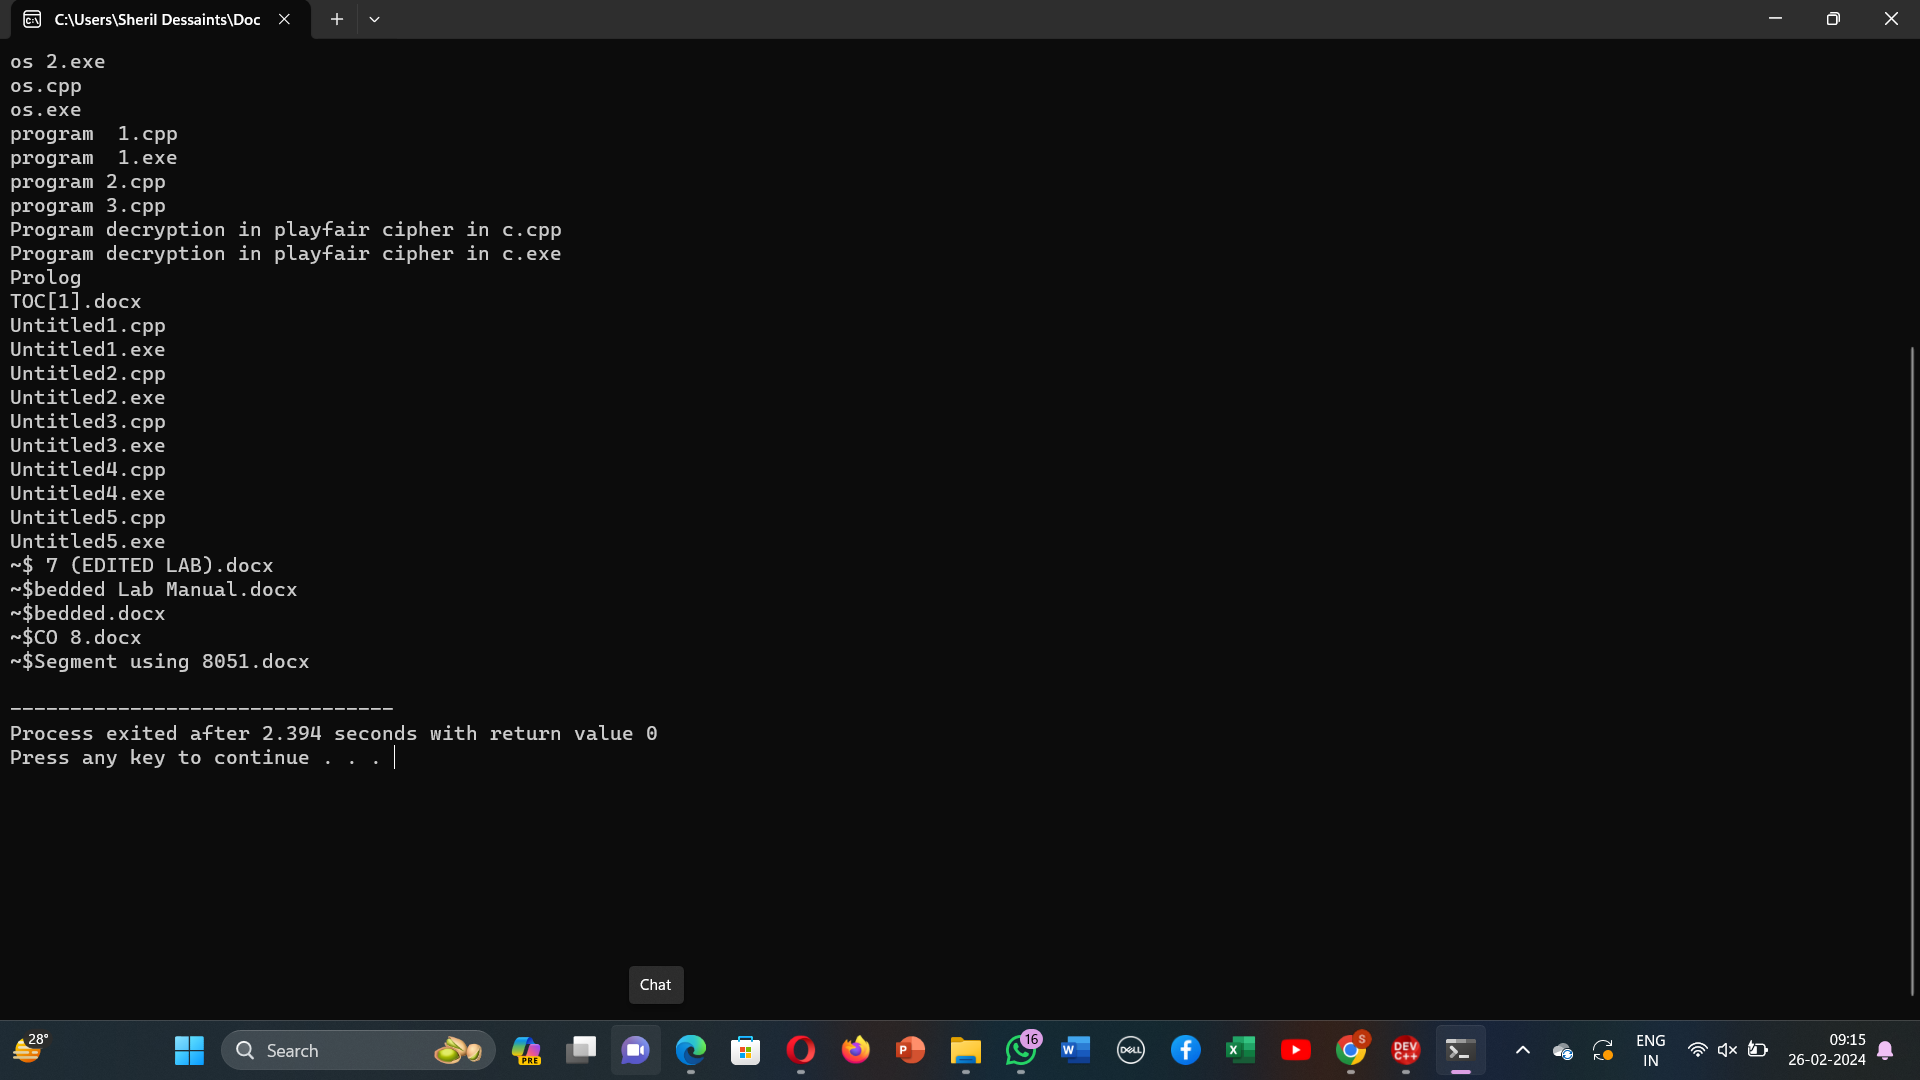 C:\Users\Sheril Dessaints\Doc
os 2.exe
os.cpp
os.exe
program  1.cpp
program  1.exe
program 2.cpp
program 3.cpp
Program decryption in playfair cipher in c.cpp
Program decryption in playfair cipher in c.exe
Prolog
TOC[1].docx
Untitled1.cpp
Untitled1.exe
Untitled2.cpp
Untitled2.exe
Untitled3.cpp
Untitled3.exe
Untitled4.cpp
Untitled4.exe
Untitled5.cpp
Untitled5.exe
~$ 7 (EDITED LAB).docx
~$bedded Lab Manual.docx
~$bedded.docx
~$CO 8.docx
~$Segment using 8051.docx
--------------------------------
Process exited after 2.394 seconds with return value 0
Press any key to continue . . .
Chat
28°
Search
PRE
P
16
W
DELL
X
S
DEV
C++
ENG
IN
09:15
26-02-2024